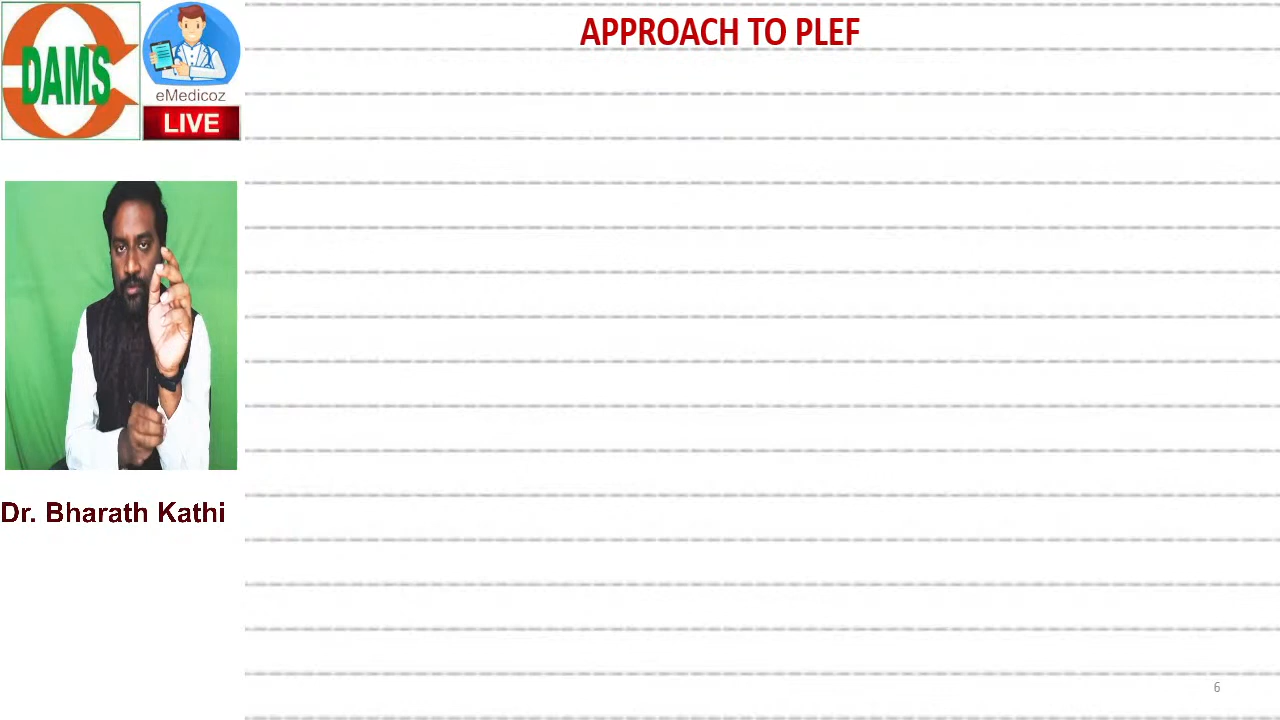 APPROACH TO PLEF
DAMS
eMedicoz
LIVE
Dr. Bharath Kathi
6